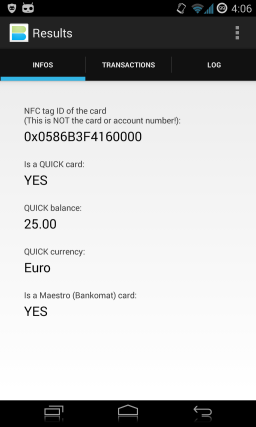 4:06
Results
INFOS TRANSACTIONS LOG
NFC tag ID of the card
(This is NOT the card or account number!):
0x0586B3F4160000
Is a QUICK card:
YES
QUICK balance:
25.00
QUICK currency:
Euro
Is a Maestro (Bankomat) card:
YES